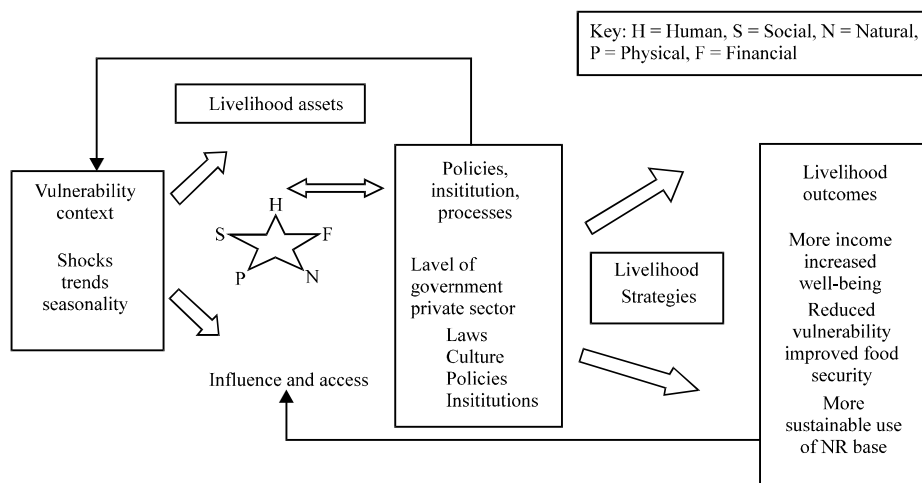 Key: H = Human, S = Social, N = Natural,
P = Physical, F = Financial
Livelihood assets
Vulnerability
context
Shocks
trends
seasonality
H
S
F
P
N
Influence and access
Policies,
insititution,
processes
Lavel of
government
private sector
Laws
Culture
Policies
Insititutions
Livelihood
Strategies
Livelihood
outcomes
More income
increased
well-being
Reduced
vulnerability
improved food
security
More
sustainable use
of NR base